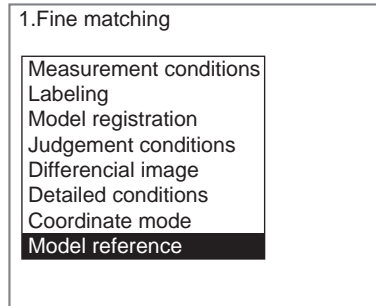 1.Fine matching
Measurement conditions
Labeling
Model registration
Judgement conditions
Differencial image
Detailed conditions
Coordinate mode
Model reference